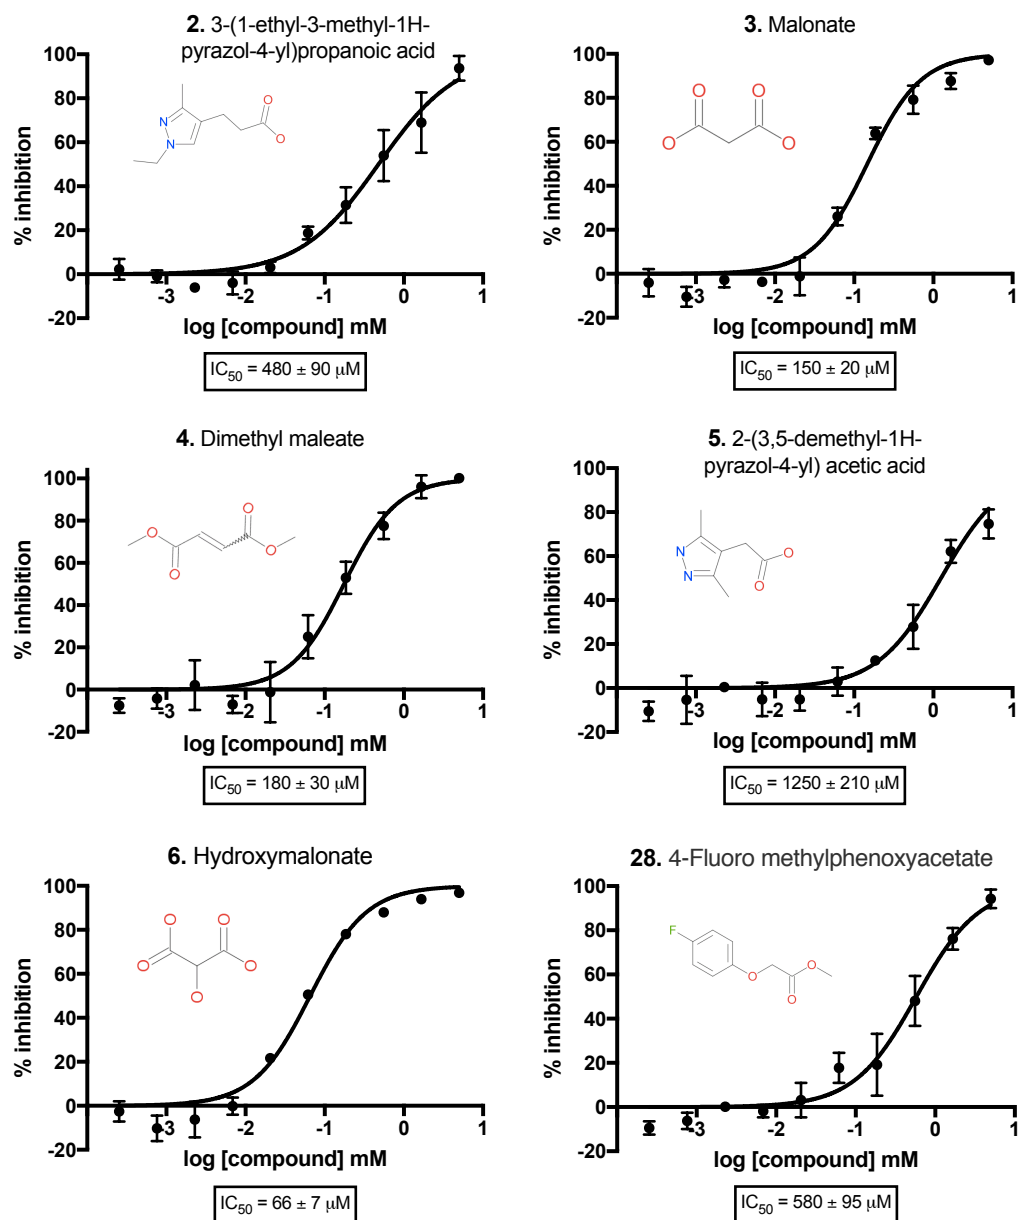 2. 3-(1-ethyl-3-methyl-1H-
pyrazol-4-yl)propanoic acid
100
80
60
40
20
0
-20
% inhibition
N
N
O
O
-3
-2
-1
0
1
log [compound] mM
IC50 = 480 ± 90 μM
3. Malonate
100
80
60
40
20
0
-20
% inhibition
O
O
O
O
-3
-2
-1
0
1
log [compound] mM
IC50 = 150 ± 20 μM
4. Dimethyl maleate
100
80
60
40
20
0
-20
% inhibition
O
O
O
O
-3
-2
-1
0
1
log [compound] mM
IC50 = 180 ± 30 μM
5. 2-(3,5-demethyl-1H-
pyrazol-4-yl) acetic acid
100
80
60
40
20
0
-20
% inhibition
N
N
O
O
-3
-2
-1
0
1
log [compound] mM
IC50 = 1250 ± 210 μM
6. Hydroxymalonate
100
80
60
40
20
0
-20
% inhibition
O
O
O
O
O
-3
-2
-1
0
1
log [compound] mM
IC50 = 66 ± 7 μM
28. 4-Fluoro methylphenoxyacetate
100
80
60
40
20
0
-20
% inhibition
F
O
O
O
-3
-2
-1
0
1
log [compound] mM
IC50 = 580 ± 95 μM